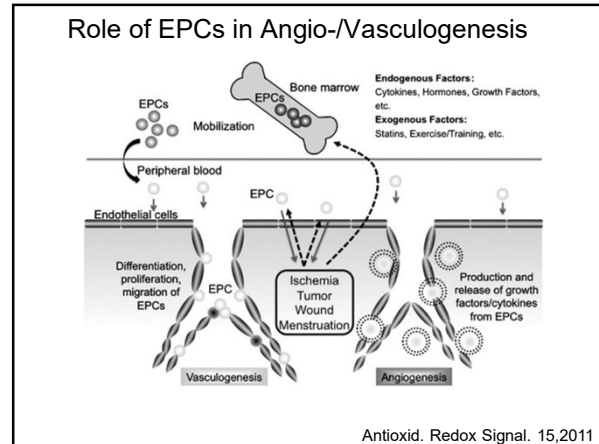 Role of EPCs in Angio-/Vasculogenesis
Bone marrow
EPCs
EPCs
Mobilization
Endogenous Factors:
Cytokines, Hormones, Growth Factors,
etc.
Exogenous Factors:
Statins, Exercise/Training, etc.
Peripheral blood
EPC
Endothelial cells
Differentiation,
proliferation,
migration of
EPCs
EPC
Ischemia
Tumor
Wound
Menstruation
Production and
release of growth
factors/cytokines
from EPCs
Vasculogenesis
Angiogenesis
Antioxid. Redox Signal. 15,2011